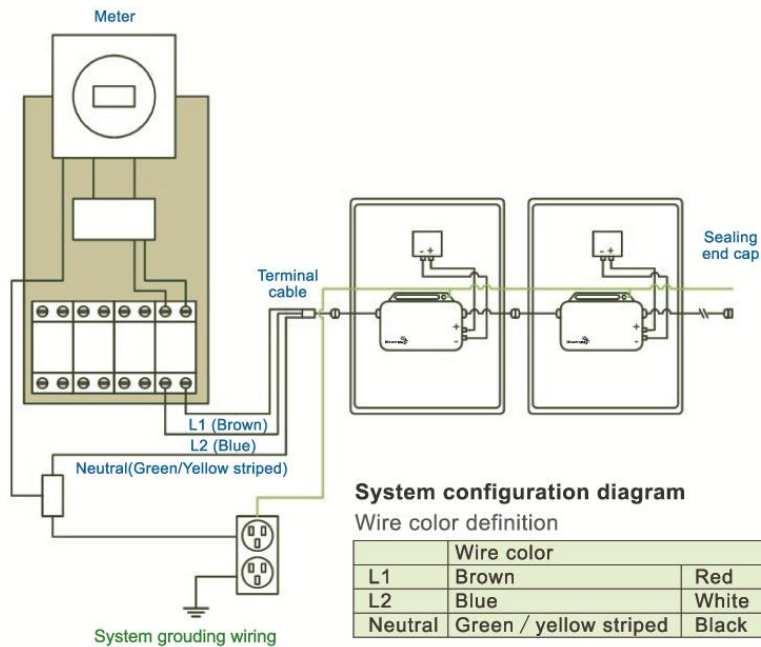 Meter
Terminal
cable
Sealing
end cap
L1 (Brown)
L2 (Blue)
Neutral(Green/Yellow striped)
System grounding wiring
System configuration diagram
Wire color definition
Wire color
L1 Brown Red
L2 Blue White
Neutral Green / yellow striped Black
- +
- +
+
-
+
-